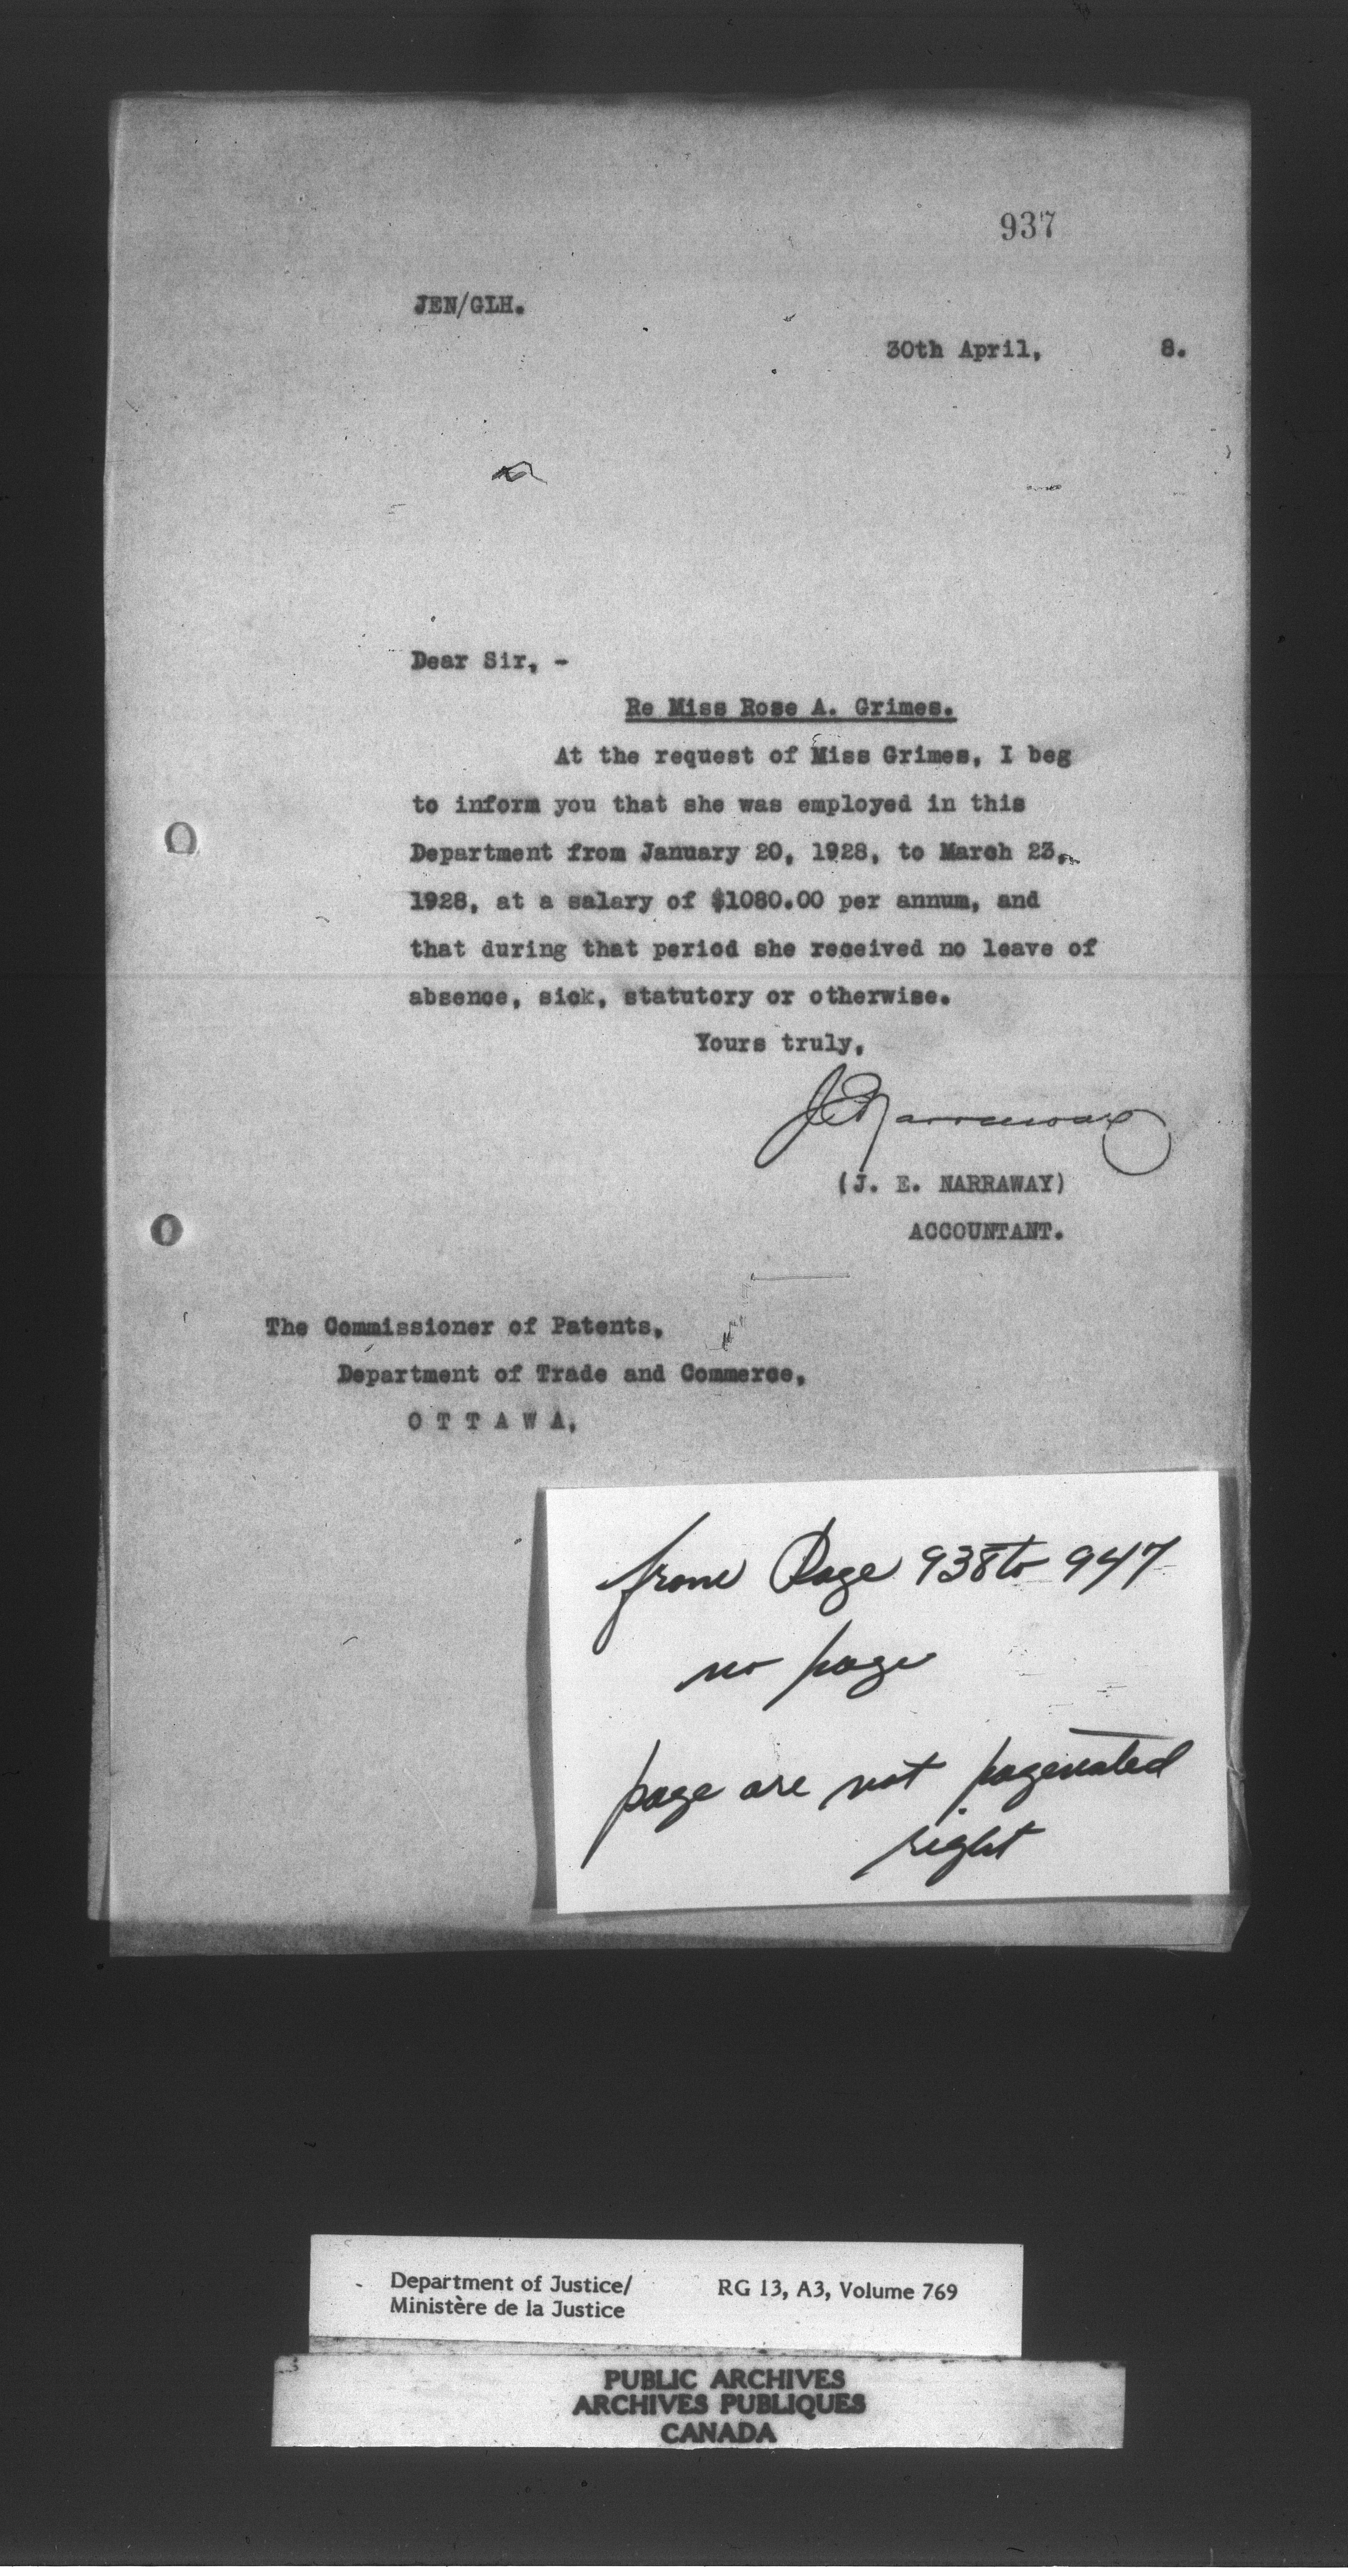 937
JEN/GLH.
30th April, 8.
Dear Sir, -
Re Miss Rose A. Grimes.
At the request of Miss Grimes, I beg
to inform you that she was employed in this
Department from January 20, 1928, to March 23,
1928, at a salary of $1080.00 per annum, and
that during that period she received no leave of
absence, sick, statutory or otherwise.
Yours truly,
J E Narraway
(J. E. NARRAWAY)
ACCOUNTANT.
The Commissioner of Patents,
Department of Trade and Commerce,
O T T A W A,
from Page 938 to 947
no page
page are not pagenated
right
Department of Justice/ RG 13, A3, Volume 769
Ministère de la Justice
PUBLIC ARCHIVES
ARCHIVES PUBLIQUES
CANADA